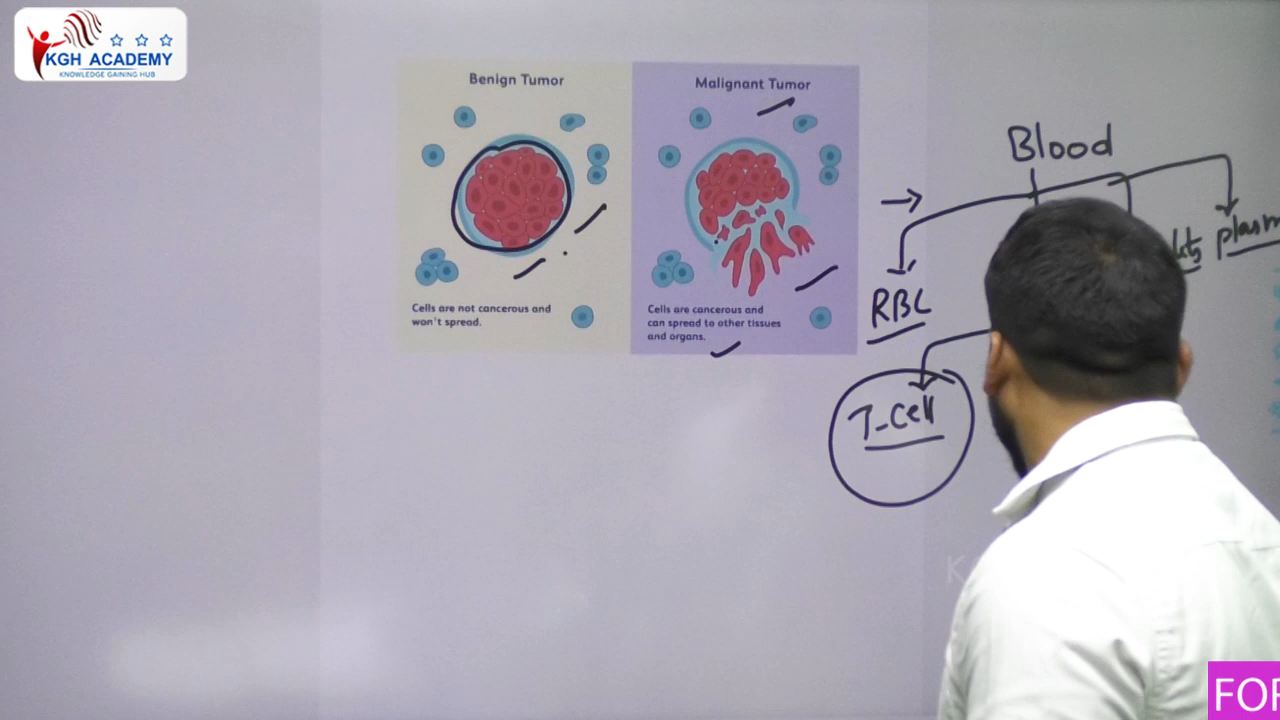 KGH ACADEMY
KNOWLEDGE GAINING HUB
Benign Tumor
Cells are not cancerous and
won't spread.
Malignant Tumor
Cells are cancerous and
can spread to other tissues
and organs.
Blood
RBC
T-Cell
FOR